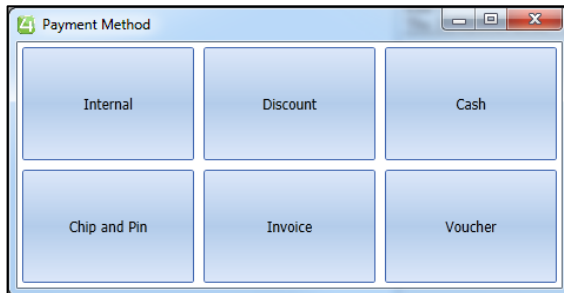 Payment Method
Internal Discount Cash
Chip and Pin Invoice Voucher